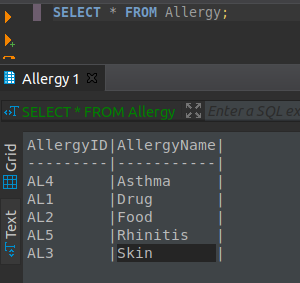 SELECT * FROM Allergy;
Allergy 1
SELECT * FROM Allergy Enter a SQL ex
AllergyID|AllergyName|
---------|-----------|
AL4      |Asthma     |
AL1      |Drug       |
AL2      |Food       |
AL5      |Rhinitis   |
AL3      |Skin       |
Grid
Text